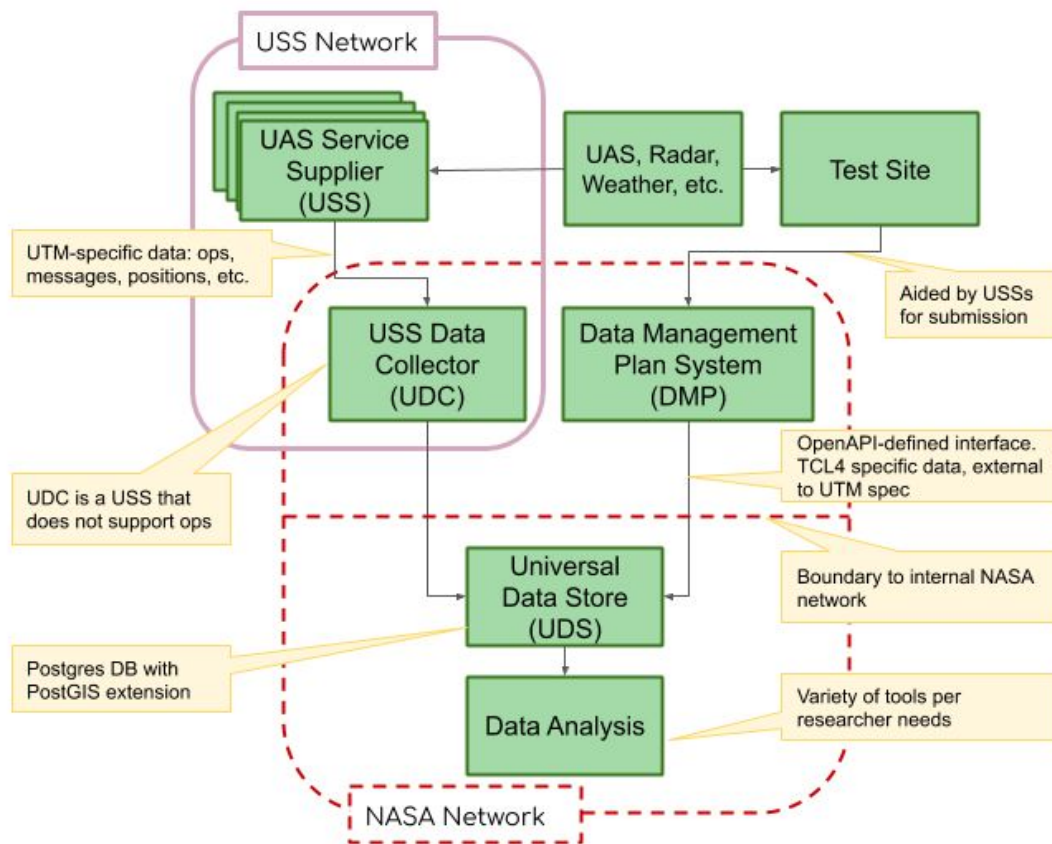 USS Network
UAS Service
Supplier
(USS)
UAS, Radar,
Weather, etc.
Test Site
UTM-specific data: ops,
messages, positions, etc.
Aided by USSs
for submission
USS Data
Collector
(UDC)
Data Management
Plan System
(DMP)
OpenAPI-defined interface.
TCL4 specific data, external
to UTM spec
UDC is a USS that
does not support ops
Boundary to internal NASA
network
Universal
Data Store
(UDS)
Postgres DB with
PostGIS extension
Variety of tools per
researcher needs
Data Analysis
NASA Network